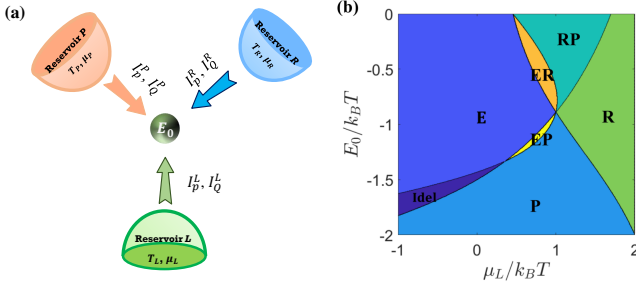 (a)
Reservoir P
T_P, μ_P
I_p^P, I_Q^P
Reservoir R
T_R, μ_R
I_p^R, I_Q^R
E_0
I_p^L, I_Q^L
Reservoir L
T_L, μ_L
(b)
E_0/k_BT
0
-0.5
-1
-1.5
-2
RP
ER
E
R
EP
Idel
P
-1
0
1
2
μ_L/k_BT